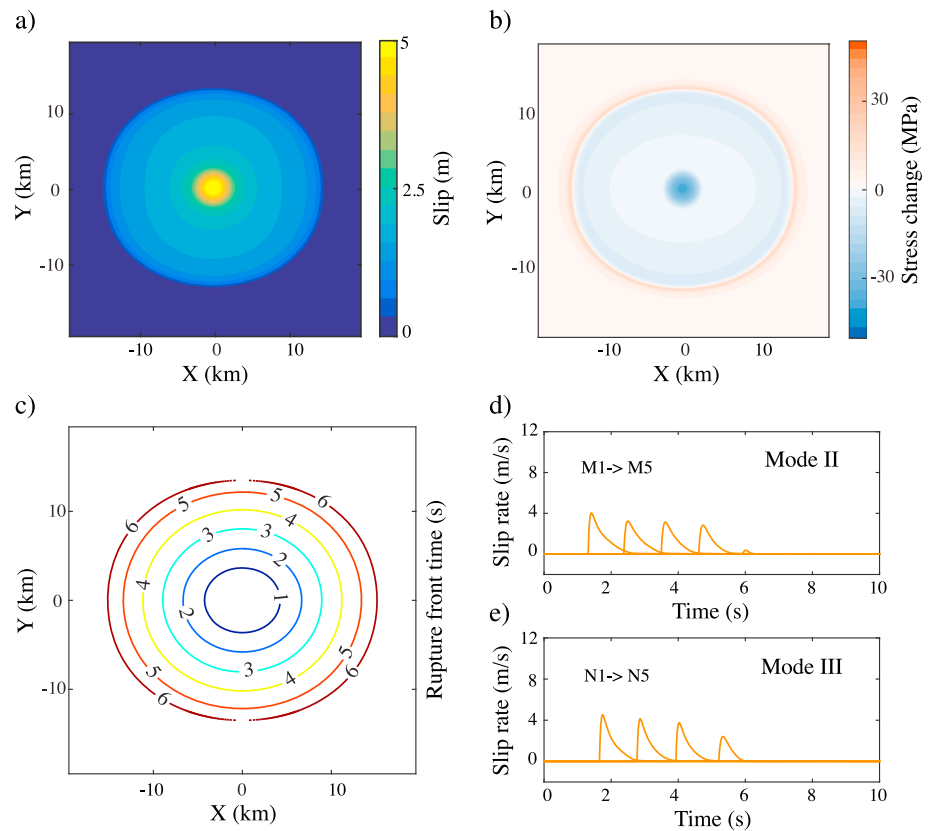 a)
Y (km)
10
0
-10
-10
0
10
X (km)
5
2.5
0
Slip (m)
b)
Y (km)
10
0
-10
-10
0
10
X (km)
30
0
-30
Stress change (MPa)
c)
Y (km)
10
0
-10
-10
0
10
X (km)
6 5 4 3 2 1 2 3 4 5 6
6 5 4 3 3 4 5 6
Rupture front time (s)
d)
Slip rate (m/s)
12
8
4
0
M1-> M5
Mode II
0 2 4 6 8 10
Time (s)
e)
Slip rate (m/s)
12
8
4
0
N1-> N5
Mode III
0 2 4 6 8 10
Time (s)